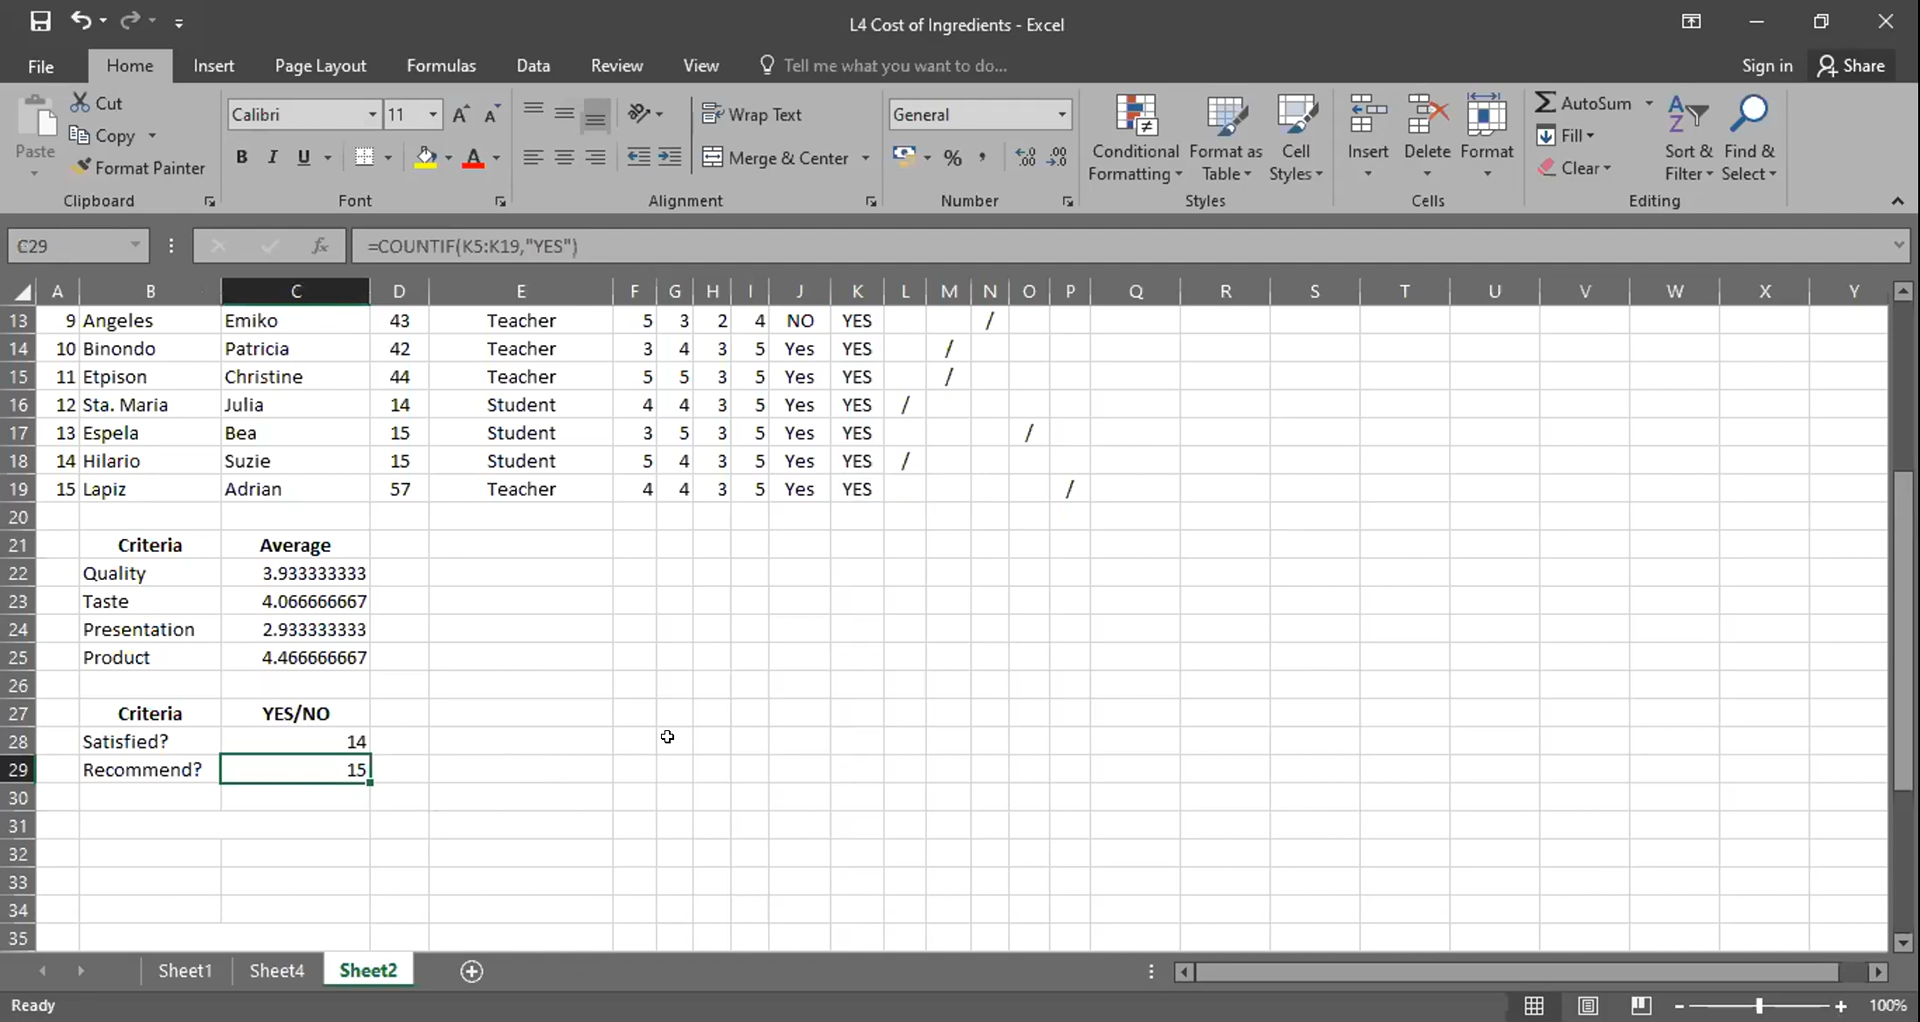 L4 Cost of Ingredients - Excel
File Home Insert Page Layout Formulas Data Review View Tell me what you want to do... Sign in Share
Paste Cut Copy Format Painter Clipboard
Calibri 11 A A B I U A Font
Wrap Text Merge & Center Alignment
General % , .00 .00 Number
Conditional Formatting Format as Table Cell Styles Styles
Insert Delete Format Cells
AutoSum Fill Clear Sort & Filter Find & Select Editing
C29 fx =COUNTIF(K5:K19,"YES")
A B C D E F G H I J K L M N O P Q R S T U V W X Y
13 9 Angeles Emiko 43 Teacher 5 3 2 4 NO YES /
14 10 Binondo Patricia 42 Teacher 3 4 3 5 Yes YES /
15 11 Etpison Christine 44 Teacher 5 5 3 5 Yes YES /
16 12 Sta. Maria Julia 14 Student 4 4 3 5 Yes YES /
17 13 Espela Bea 15 Student 3 5 3 5 Yes YES /
18 14 Hilario Suzie 15 Student 5 4 3 5 Yes YES /
19 15 Lapiz Adrian 57 Teacher 4 4 3 5 Yes YES /
20
21 Criteria Average
22 Quality 3.933333333
23 Taste 4.066666667
24 Presentation 2.933333333
25 Product 4.466666667
26
27 Criteria YES/NO
28 Satisfied? 14
29 Recommend? 15
30
31
32
33
34
35
Sheet1 Sheet4 Sheet2
Ready 100%